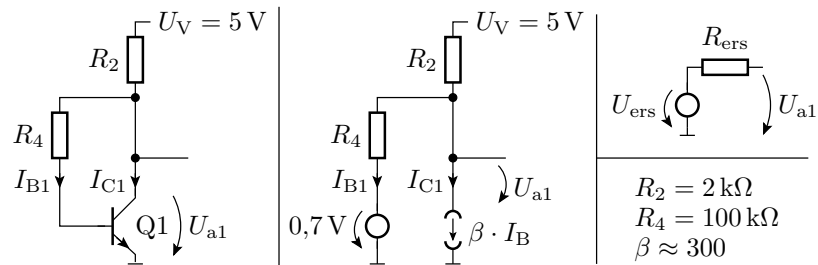 U_V = 5 V
R_2
R_4
I_B1
I_C1
Q1
U_a1
U_V = 5 V
R_2
R_4
I_B1
I_C1
U_a1
0,7 V
β · I_B
R_ers
U_ers
U_a1
R_2 = 2 kΩ
R_4 = 100 kΩ
β ≈ 300